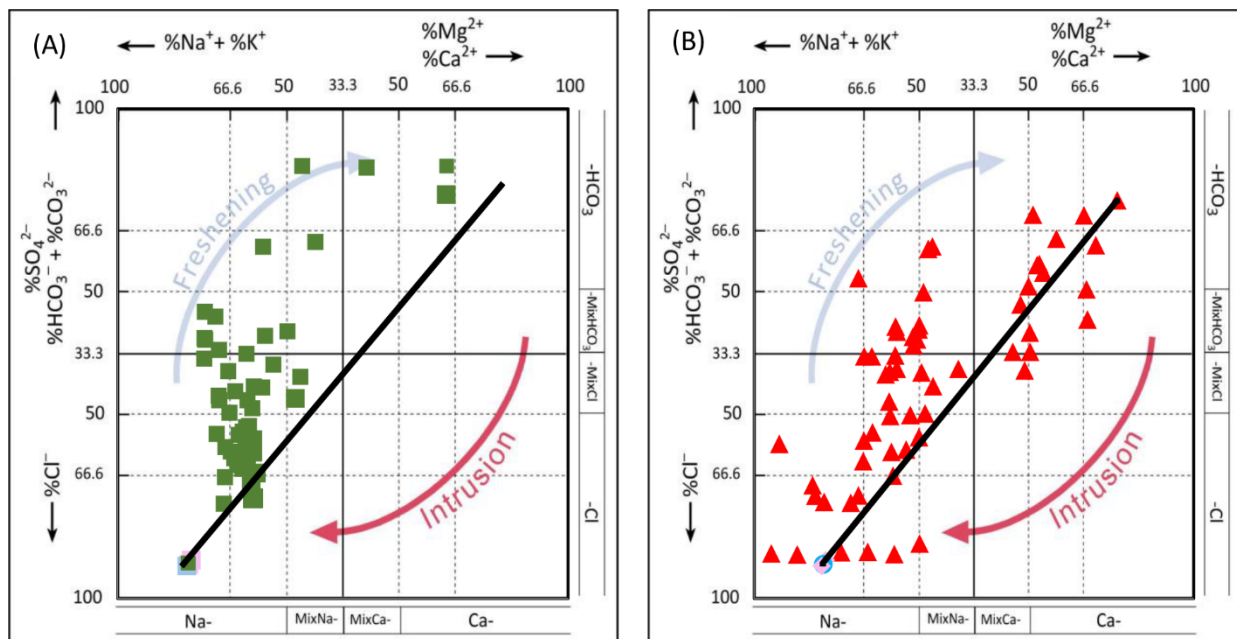 (A)
← %Na⁺+ %K⁺
%Mg²⁺
%Ca²⁺ →
100 66.6 50 33.3 50 66.6 100
100
66.6
50
33.3
50
66.6
100
%SO₄²⁻
%HCO₃⁻ + %CO₃²⁻
↓ %Cl⁻
Freshening
Intrusion
-HCO₃
-MixHCO₃
-MixCl
-Cl
Na- MixNa- MixCa- Ca-
(B)
← %Na⁺+ %K⁺
%Mg²⁺
%Ca²⁺ →
100 66.6 50 33.3 50 66.6 100
100
66.6
50
33.3
50
66.6
100
%SO₄²⁻
%HCO₃⁻ + %CO₃²⁻
↓ %Cl⁻
Freshening
Intrusion
-HCO₃
-MixHCO₃
-MixCl
-Cl
Na- MixNa- MixCa- Ca-